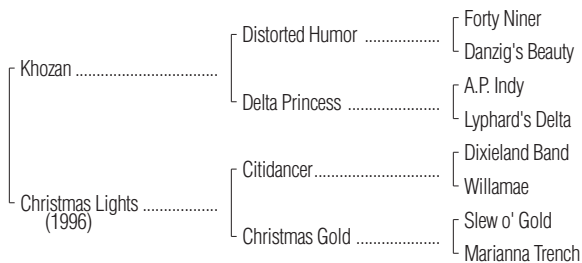 Forty Niner
Distorted Humor ..................
Danzig's Beauty
Khozan ..................................
A.P. Indy
Delta Princess ......................
Lyphard's Delta
Dixieland Band
Citidancer..............................
Willamae
Christmas Lights ..................
(1996)
Slew o' Gold
Christmas Gold ....................
Marianna Trench